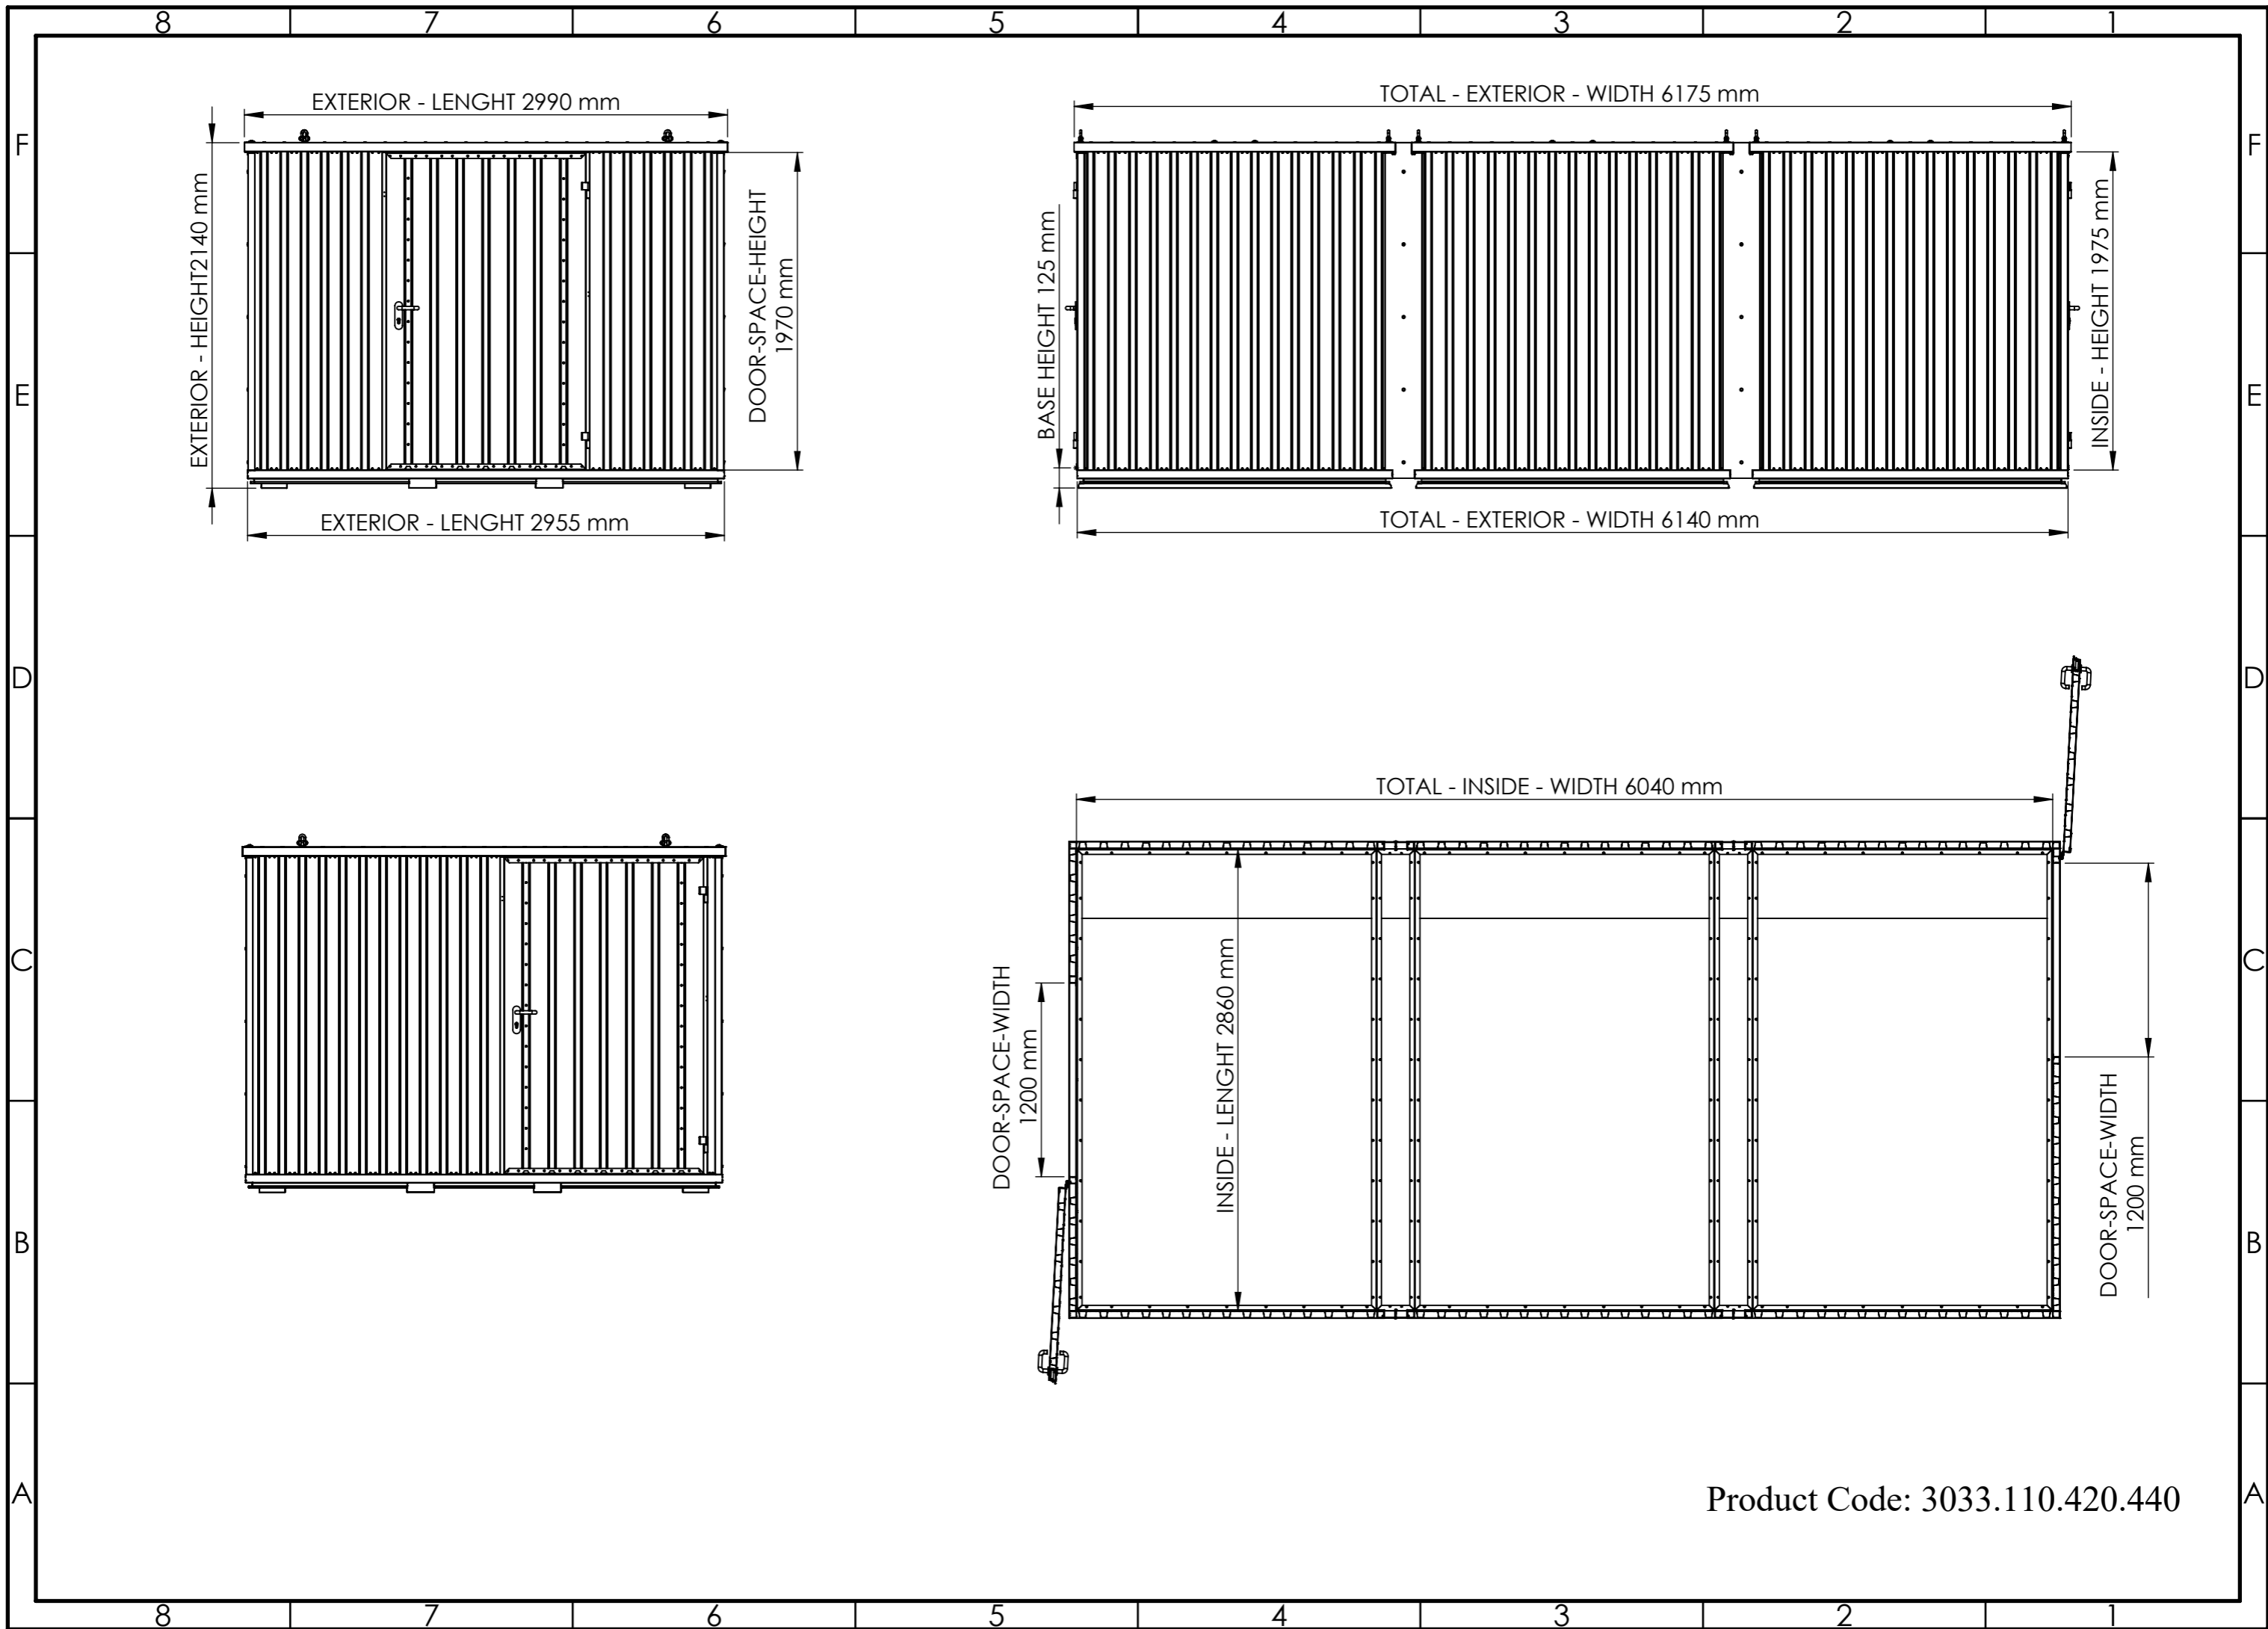 8 7 6 5 4 3 2 1
F F
E E
D D
C C
B B
A A
EXTERIOR - LENGHT 2990 mm
EXTERIOR - HEIGHT2140 mm
DOOR-SPACE-HEIGHT
1970 mm
EXTERIOR - LENGHT 2955 mm
TOTAL - EXTERIOR - WIDTH 6175 mm
BASE HEIGHT 125 mm
INSIDE - HEIGHT 1975 mm
TOTAL - EXTERIOR - WIDTH 6140 mm
TOTAL - INSIDE - WIDTH 6040 mm
DOOR-SPACE-WIDTH
1200 mm
INSIDE - LENGHT 2860 mm
DOOR-SPACE-WIDTH
1200 mm
Product Code: 3033.110.420.440
8 7 6 5 4 3 2 1